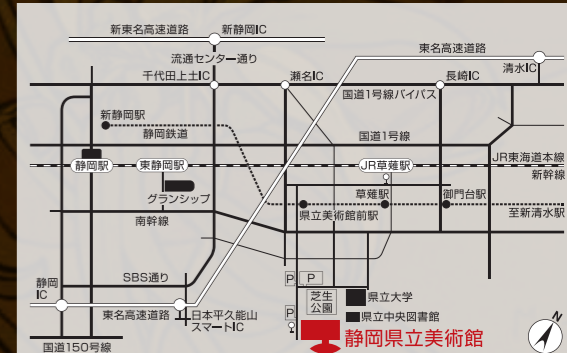 新東名高速道路
新静岡IC
東名高速道路
流通センター通り
清水IC
千代田上土IC
瀬名IC
長崎IC
国道1号線バイパス
新静岡駅
静岡鉄道
国道1号線
JR東海道本線
静岡駅
東静岡駅
JR草薙駅
新幹線
グランシップ
草薙駅
御門台駅
県立美術館前駅
至新清水駅
南幹線
SBS通り
P
P
静岡
IC
芝生
公園
県立大学
P
県立中央図書館
東名高速道路
日本平久能山
スマートIC
静岡県立美術館
国道150号線
N